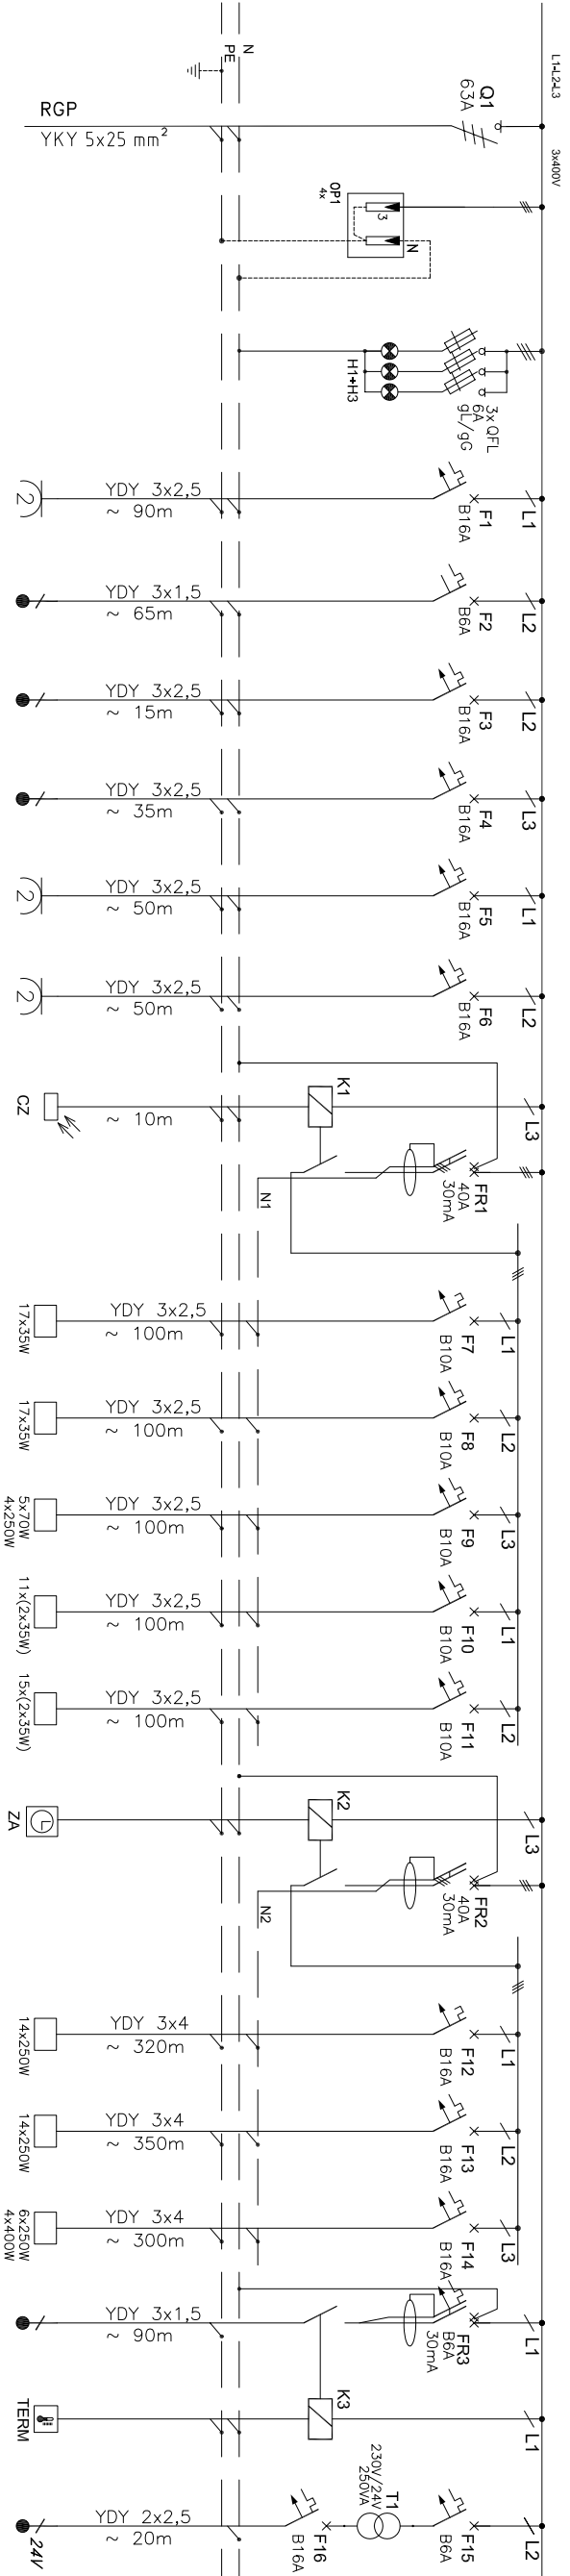 L1-L2-L3
3x400V
N
PE
Q1
63A
RGP
YKY 5x25 mm²
OP1
4x
3
N
3x QFL
6A
gL/gG
H1÷H3
L1
F1
B16A
YDY 3x2,5
~ 90m
2
L2
F2
B6A
YDY 3x1,5
~ 65m
L2
F3
B16A
YDY 3x2,5
~ 15m
L3
F4
B16A
YDY 3x2,5
~ 35m
L1
F5
B16A
YDY 3x2,5
~ 50m
2
L2
F6
B16A
YDY 3x2,5
~ 50m
2
L3
K1
~ 10m
CZ
FR1
40A
30mA
N1
L1
F7
B10A
YDY 3x2,5
~ 100m
17x35W
L2
F8
B10A
YDY 3x2,5
~ 100m
17x35W
L3
F9
B10A
YDY 3x2,5
~ 100m
5x70W
4x250W
L1
F10
B10A
YDY 3x2,5
~ 100m
11x(2x35W)
L2
F11
B10A
YDY 3x2,5
~ 100m
15x(2x35W)
L3
K2
ZA
FR2
40A
30mA
N2
L1
F12
B16A
YDY 3x4
~ 320m
14x250W
L2
F13
B16A
YDY 3x4
~ 350m
14x250W
L3
F14
B16A
YDY 3x4
~ 300m
6x250W
4x400W
L1
FR3
B6A
30mA
YDY 3x1,5
~ 90m
L1
K3
TERM
L2
F15
B6A
T1
230V/24V
250VA
F16
B16A
YDY 2x2,5
~ 20m
24V